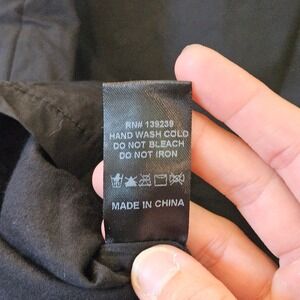 RN# 139239
HAND WASH COLD
DO NOT BLEACH
DO NOT IRON
MADE IN CHINA